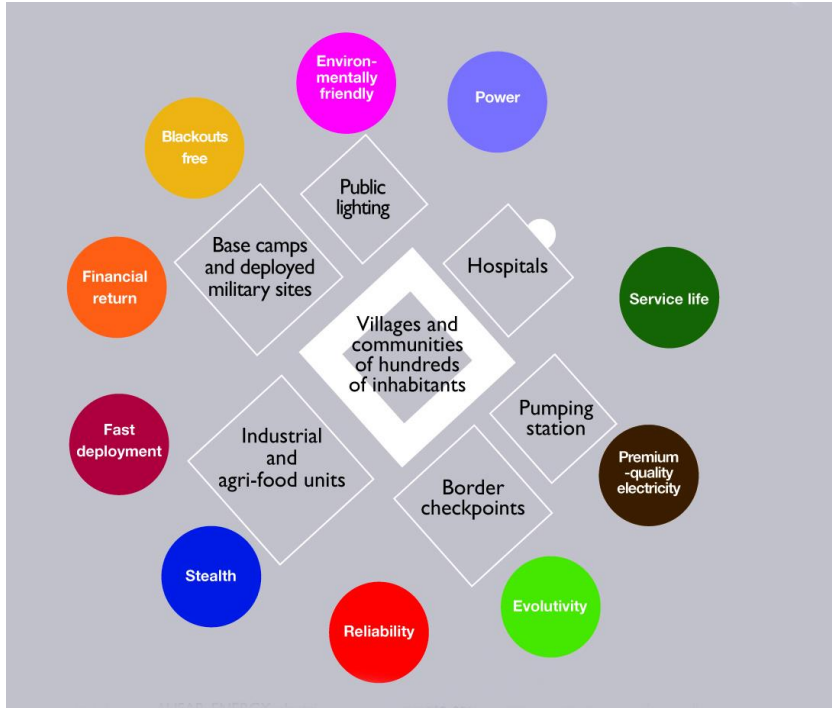 Environ-
mentally
friendly
Power
Blackouts
free
Public
lighting
Base camps
and deployed
military sites
Hospitals
Financial
return
Service life
Villages and
communities
of hundreds
of inhabitants
Fast
deployment
Industrial
and
agri-food units
Pumping
station
Premium
-quality
electricity
Border
checkpoints
Stealth
Reliability
Evolutivity